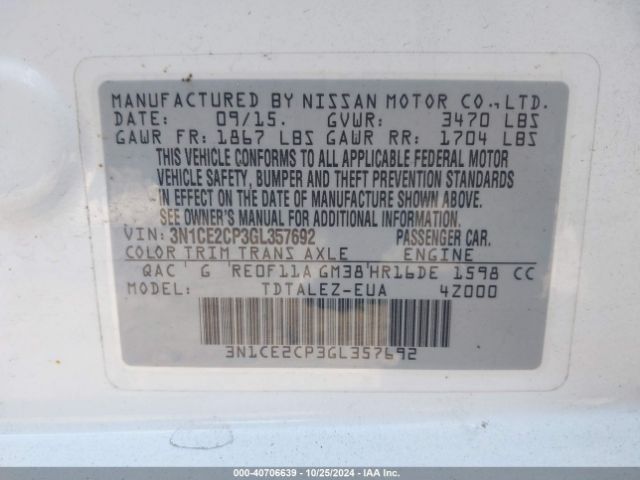 MANUFACTURED BY NISSAN MOTOR CO.,LTD.
DATE: 09/15. GVWR: 3470 LBS
GAWR FR: 1867 LBS GAWR RR: 1704 LBS
THIS VEHICLE CONFORMS TO ALL APPLICABLE FEDERAL MOTOR
VEHICLE SAFETY, BUMPER AND THEFT PREVENTION STANDARDS
IN EFFECT ON THE DATE OF MANUFACTURE SHOWN ABOVE.
SEE OWNER'S MANUAL FOR ADDITIONAL INFORMATION.
VIN: 3N1CE2CP3GL357692 PASSENGER CAR.
COLOR TRIM TRANS AXLE ENGINE
QAC G RE0F11A GM38 HR16DE 1598 CC
MODEL: TDTALEZ-EUA 4Z000
3N1CE2CP3GL357692
000-40706639 • 10/25/2024 • IAA Inc.